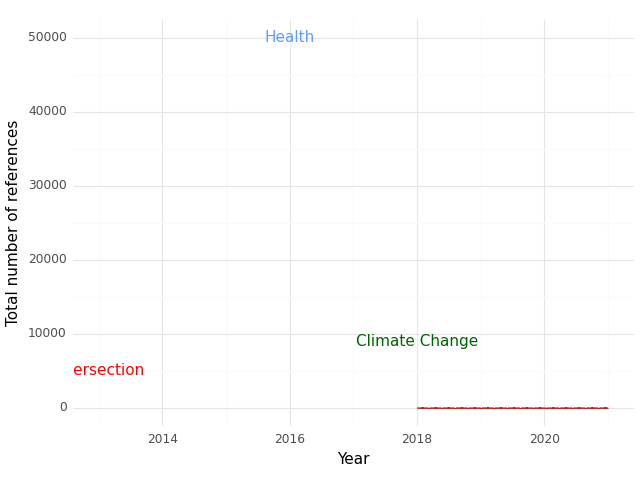 50000
Health
40000
30000
20000
10000
Climate Change
ersection
0
2014
2016
2018
2020
Year
Total number of references